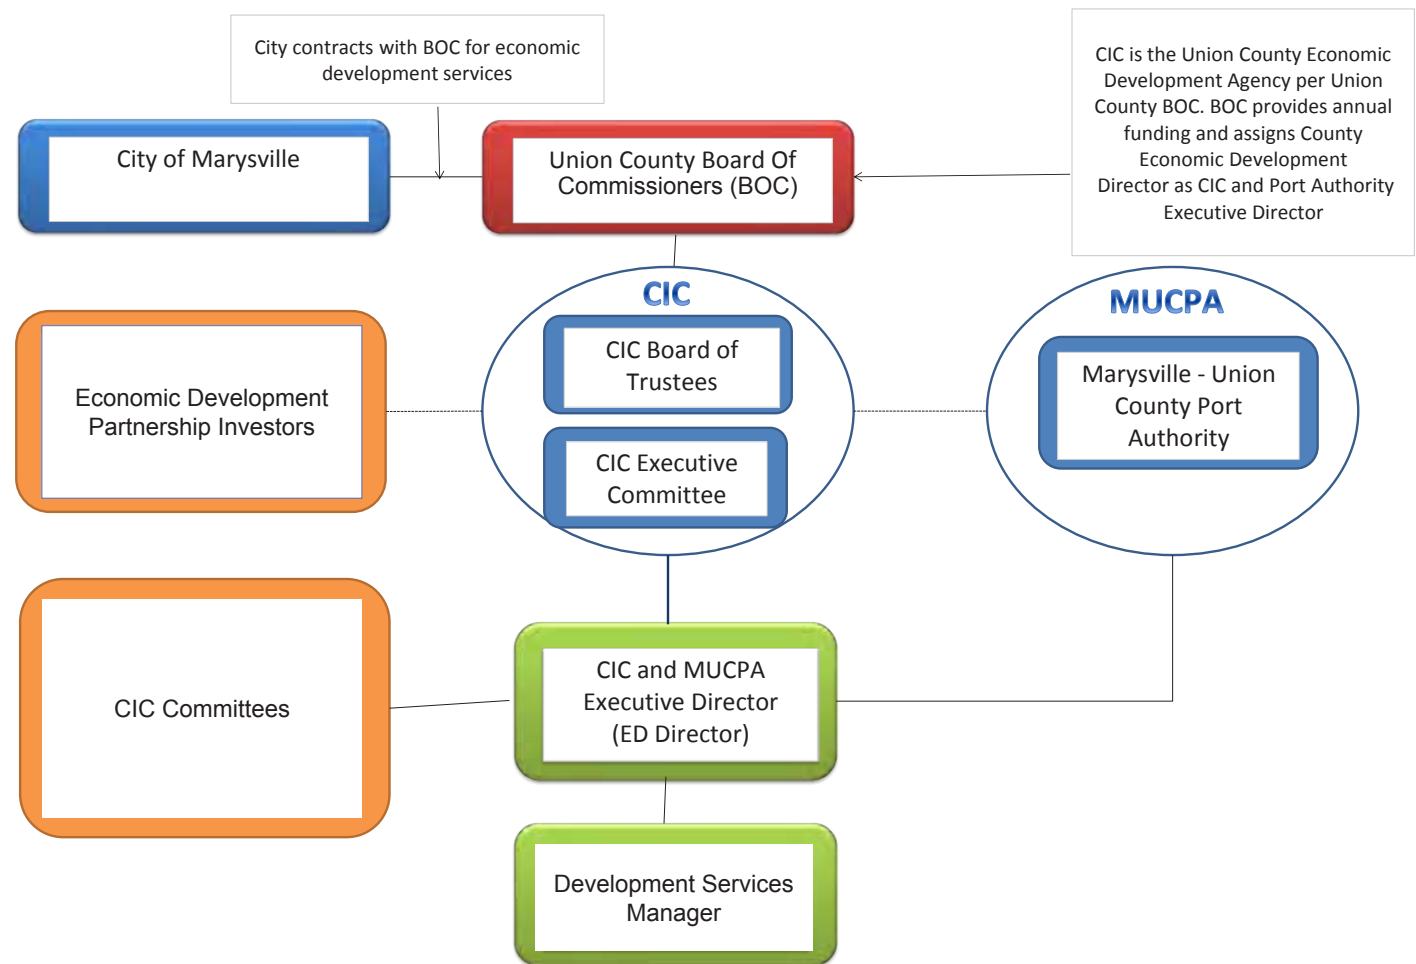 City contracts with BOC for economic
development services
CIC is the Union County Economic
Development Agency per Union
County BOC. BOC provides annual
funding and assigns County
Economic Development
Director as CIC and Port Authority
Executive Director
City of Marysville
Union County Board Of
Commissioners (BOC)
CIC
MUCPA
CIC Board of
Trustees
Marysville - Union
County Port
Authority
Economic Development
Partnership Investors
CIC Executive
Committee
CIC Committees
CIC and MUCPA
Executive Director
(ED Director)
Development Services
Manager